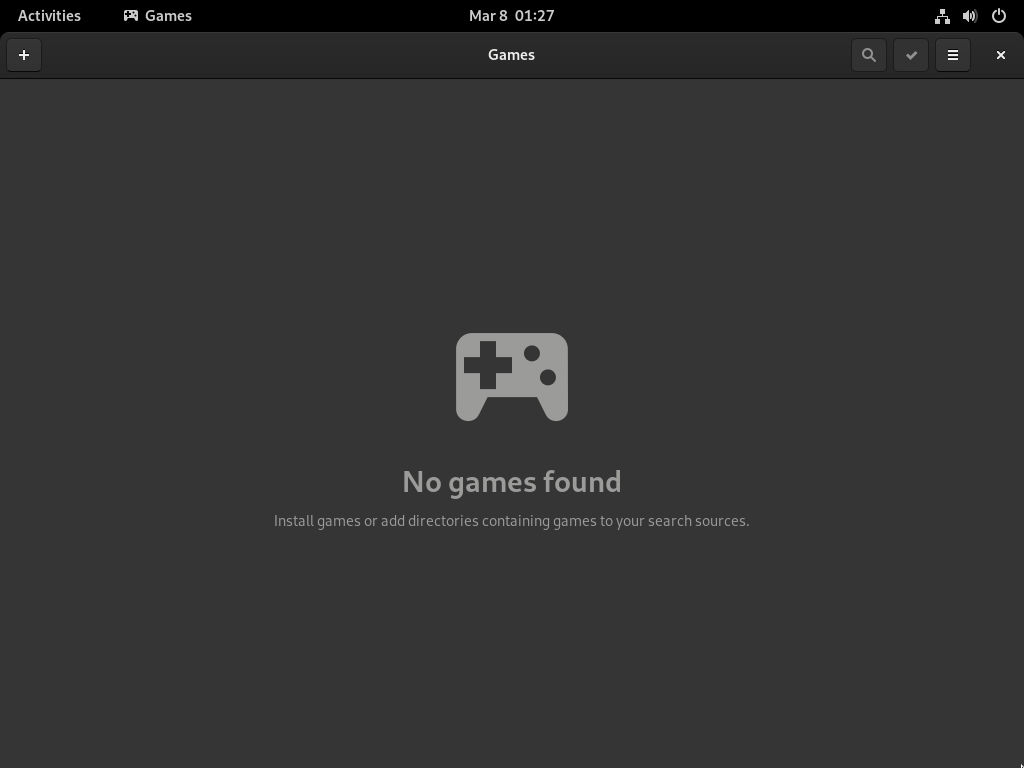 Activities Games Mar 8 01:27
Games
No games found
Install games or add directories containing games to your search sources.